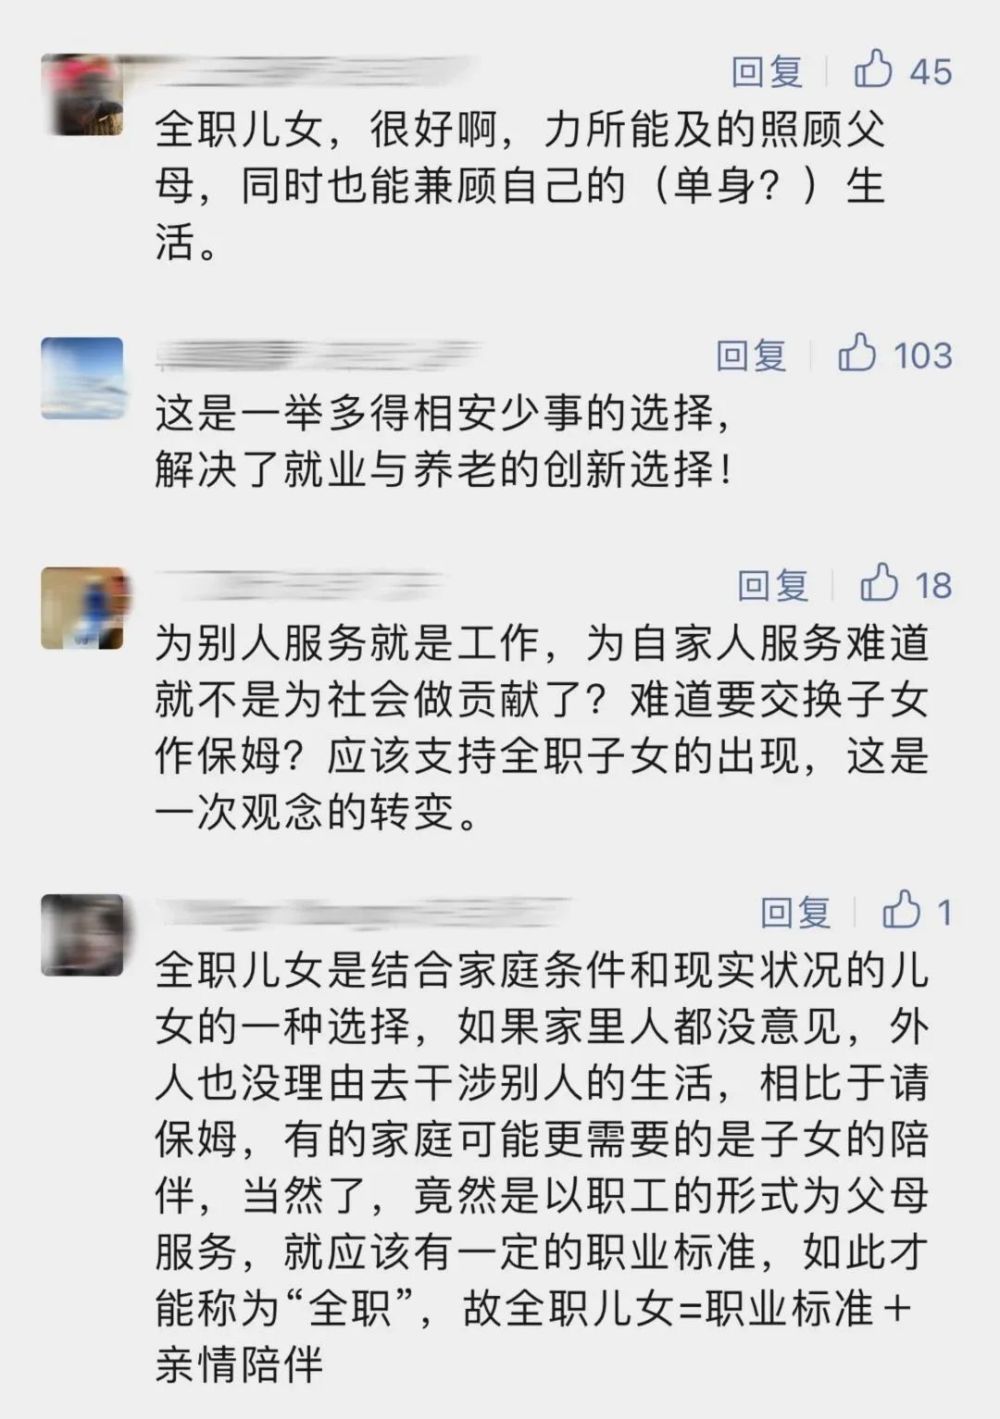 回复 45
全职儿女，很好啊，力所能及的照顾父
母，同时也能兼顾自己的（单身？）生
活。
回复 103
这是一举多得相安少事的选择，
解决了就业与养老的创新选择！
回复 18
为别人服务就是工作，为自家人服务难道
就不是为社会做贡献了？难道要交换子女
作保姆？应该支持全职子女的出现，这是
一次观念的转变。
回复 1
全职儿女是结合家庭条件和现实状况的儿
女的一种选择，如果家里人都没意见，外
人也没理由去干涉别人的生活，相比于请
保姆，有的家庭可能更需要的是子女的陪
伴，当然了，竟然是以职工的形式为父母
服务，就应该有一定的职业标准，如此才
能称为“全职”，故全职儿女=职业标准＋
亲情陪伴